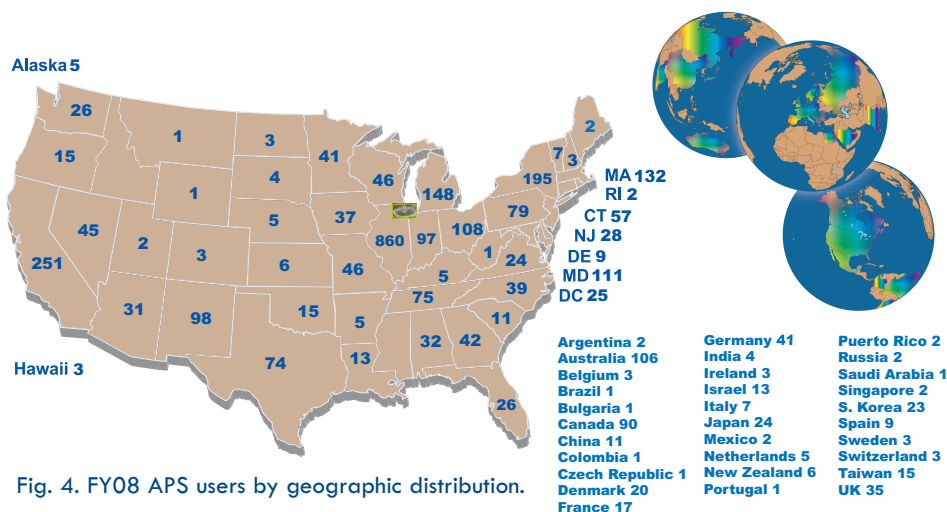 Alaska 5
26
1
3
41
2
7
3
15
46
148
195
MA 132
RI 2
1
4
CT 57
79
NJ 28
45
5
37
108
860
97
1
DE 9
2
3
24
MD 111
251
6
46
5
DC 25
39
75
31
98
15
5
11
32
42
74
13
Hawaii 3
26
Argentina 2
Australia 106
Belgium 3
Brazil 1
Bulgaria 1
Canada 90
China 11
Colombia 1
Czech Republic 1
Denmark 20
France 17
Germany 41
India 4
Ireland 3
Israel 13
Italy 7
Japan 24
Mexico 2
Netherlands 5
New Zealand 6
Portugal 1
Puerto Rico 2
Russia 2
Saudi Arabia 1
Singapore 2
S. Korea 23
Spain 9
Sweden 3
Switzerland 3
Taiwan 15
UK 35
Fig. 4. FY08 APS users by geographic distribution.